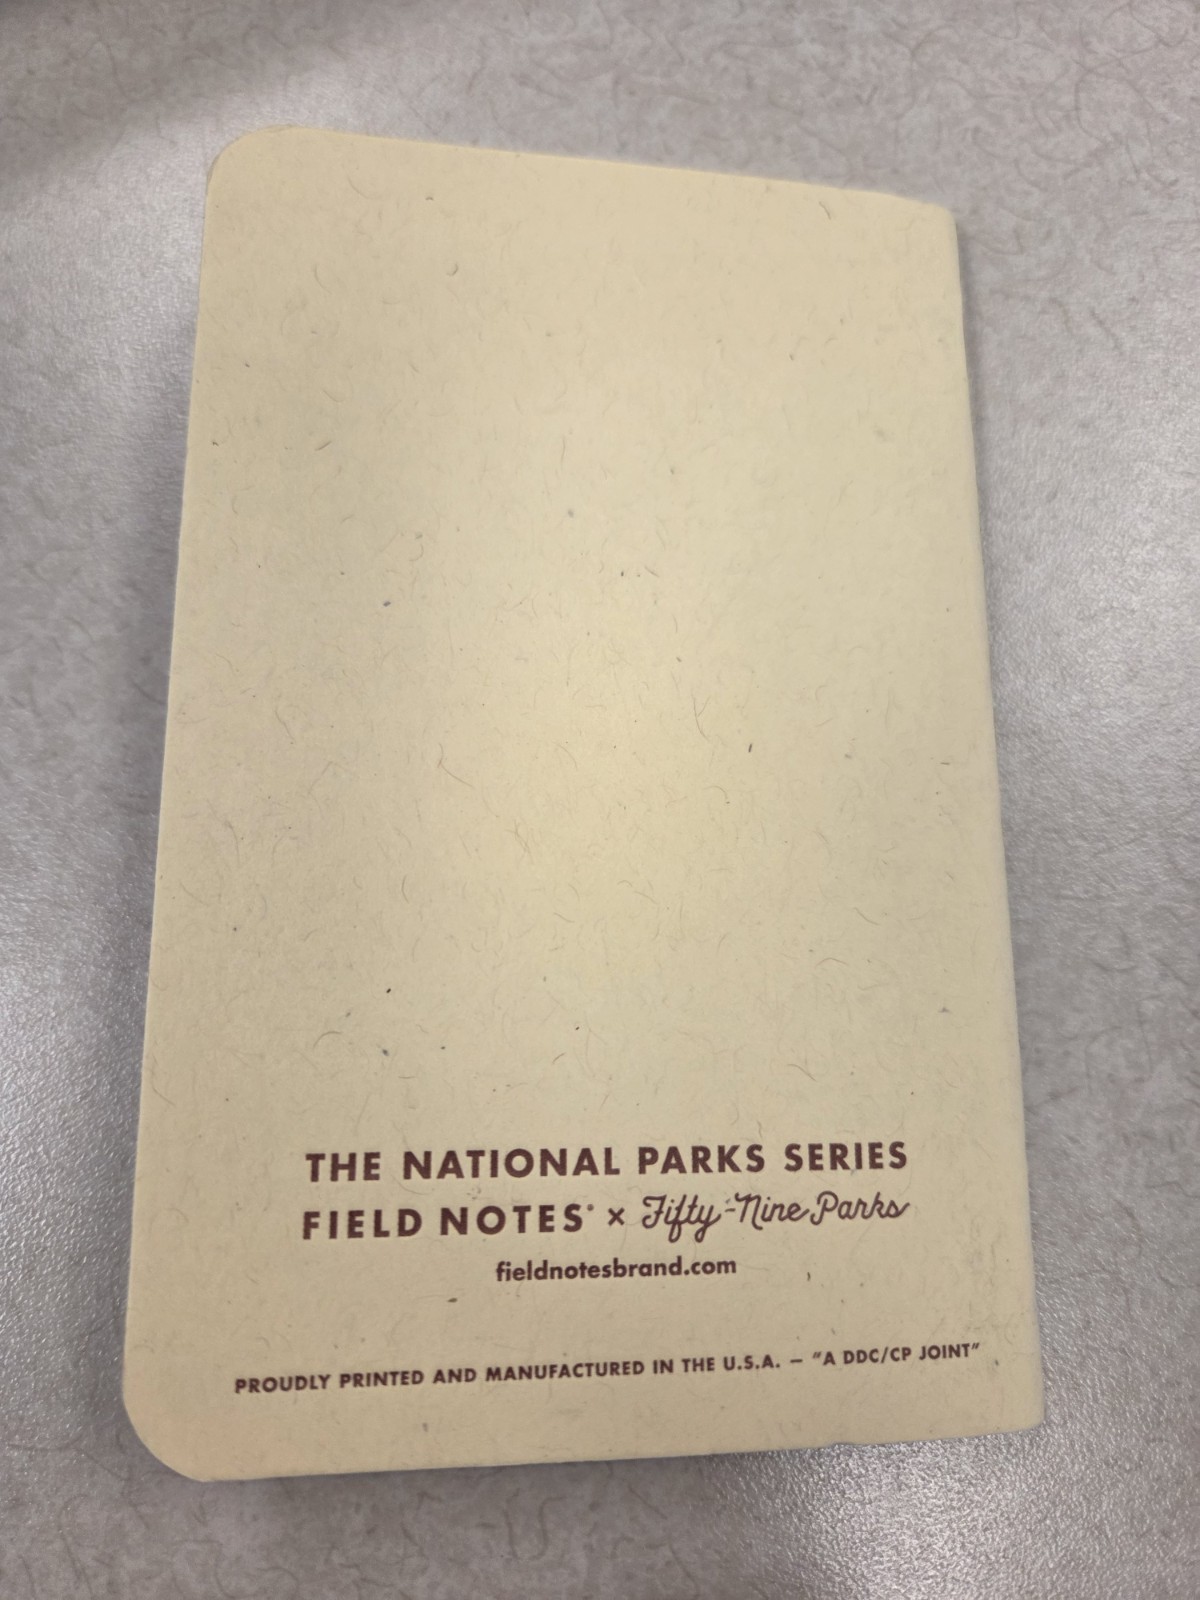 THE NATIONAL PARKS SERIES
FIELD NOTES® × Fifty-Nine Parks
fieldnotesbrand.com
PROUDLY PRINTED AND MANUFACTURED IN THE U.S.A. – "A DDC/CP JOINT"